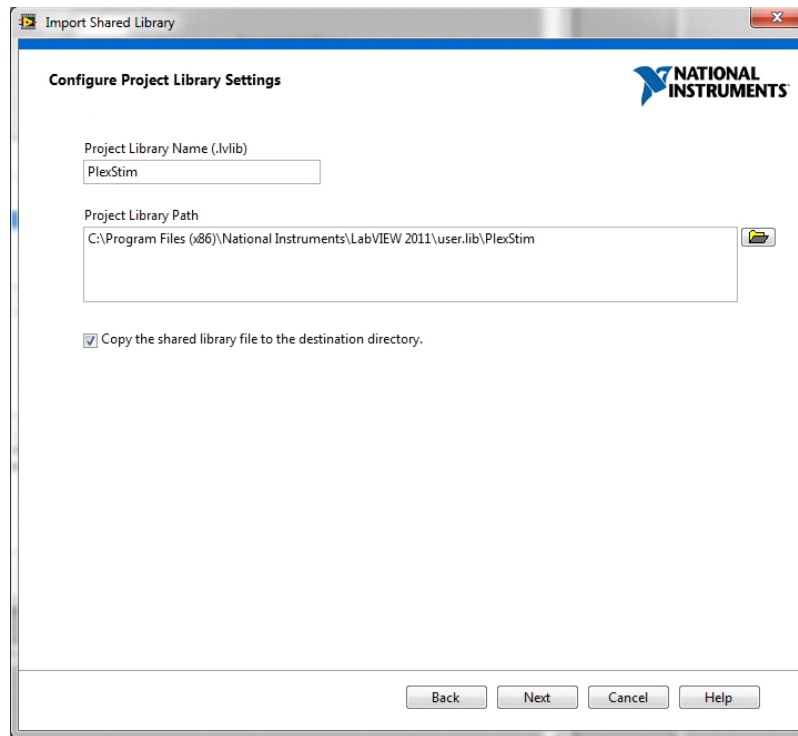 Import Shared Library
Configure Project Library Settings
NATIONAL
INSTRUMENTS
Project Library Name (.lvlib)
PlexStim
Project Library Path
C:\Program Files (x86)\National Instruments\LabVIEW 2011\user.lib\PlexStim
Copy the shared library file to the destination directory.
Back Next Cancel Help